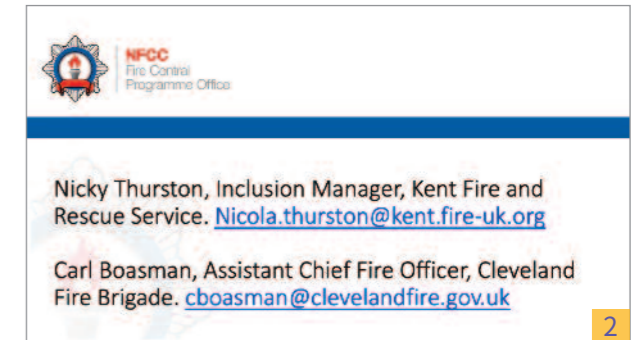 NFCC
Fire Central
Programme Office
Nicky Thurston, Inclusion Manager, Kent Fire and
Rescue Service. Nicola.thurston@kent.fire-uk.org
Carl Boasman, Assistant Chief Fire Officer, Cleveland
Fire Brigade. cboasman@clevelandfire.gov.uk
2